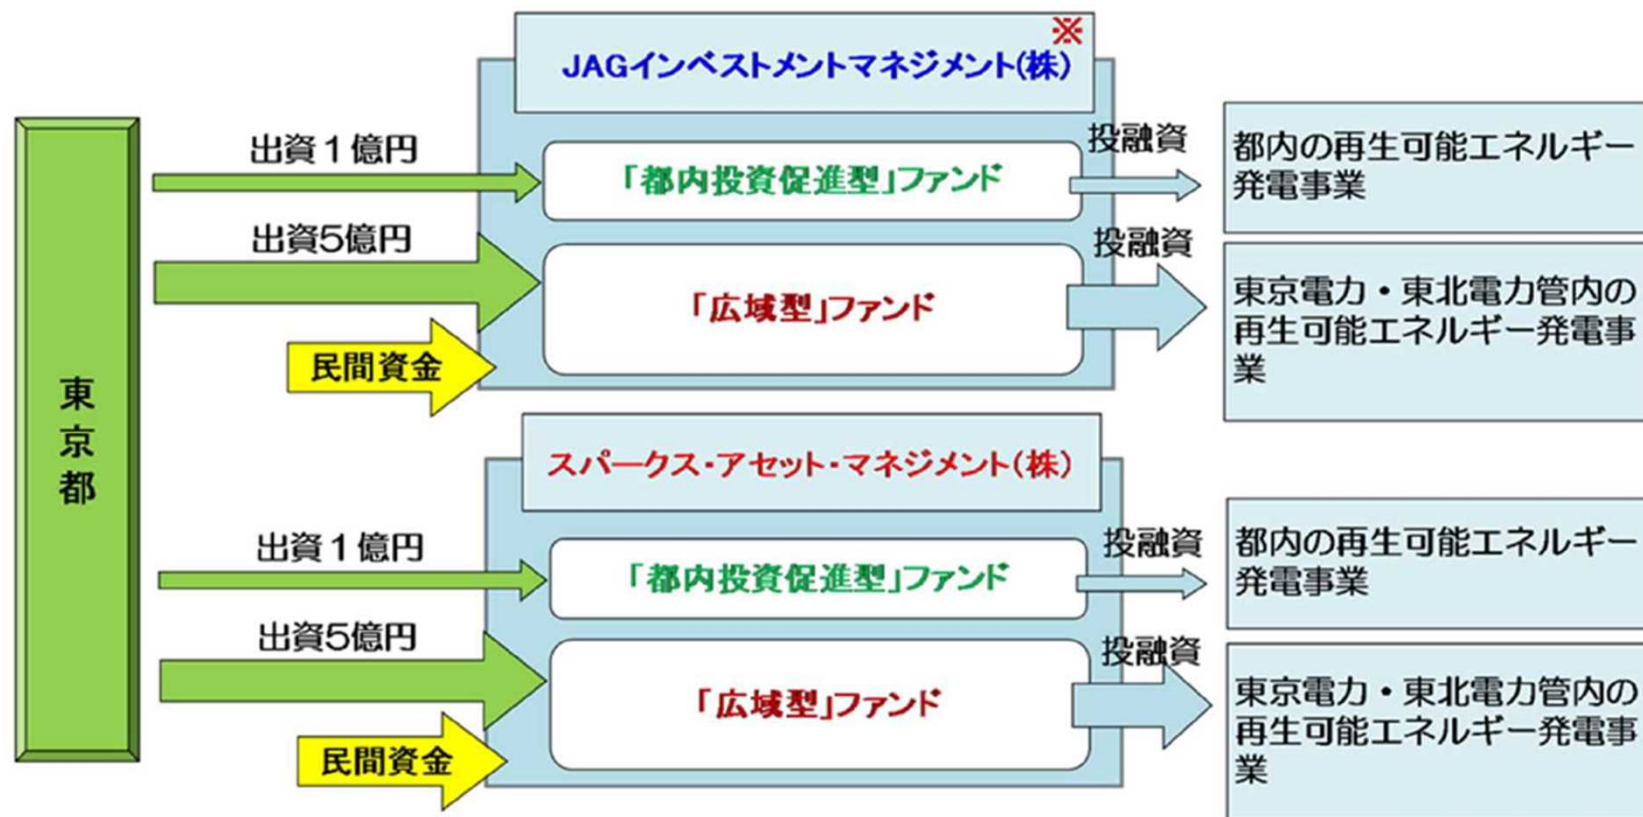 ※
JAGインベストメントマネジメント(株)
東京都
出資１億円
「都内投資促進型」ファンド
投融資
都内の再生可能エネルギー
発電事業
出資5億円
「広域型」ファンド
投融資
東京電力・東北電力管内の
再生可能エネルギー発電事
業
民間資金
スパークス・アセット・マネジメント(株)
出資１億円
「都内投資促進型」ファンド
投融資
都内の再生可能エネルギー
発電事業
出資5億円
「広域型」ファンド
投融資
東京電力・東北電力管内の
再生可能エネルギー発電事
業
民間資金